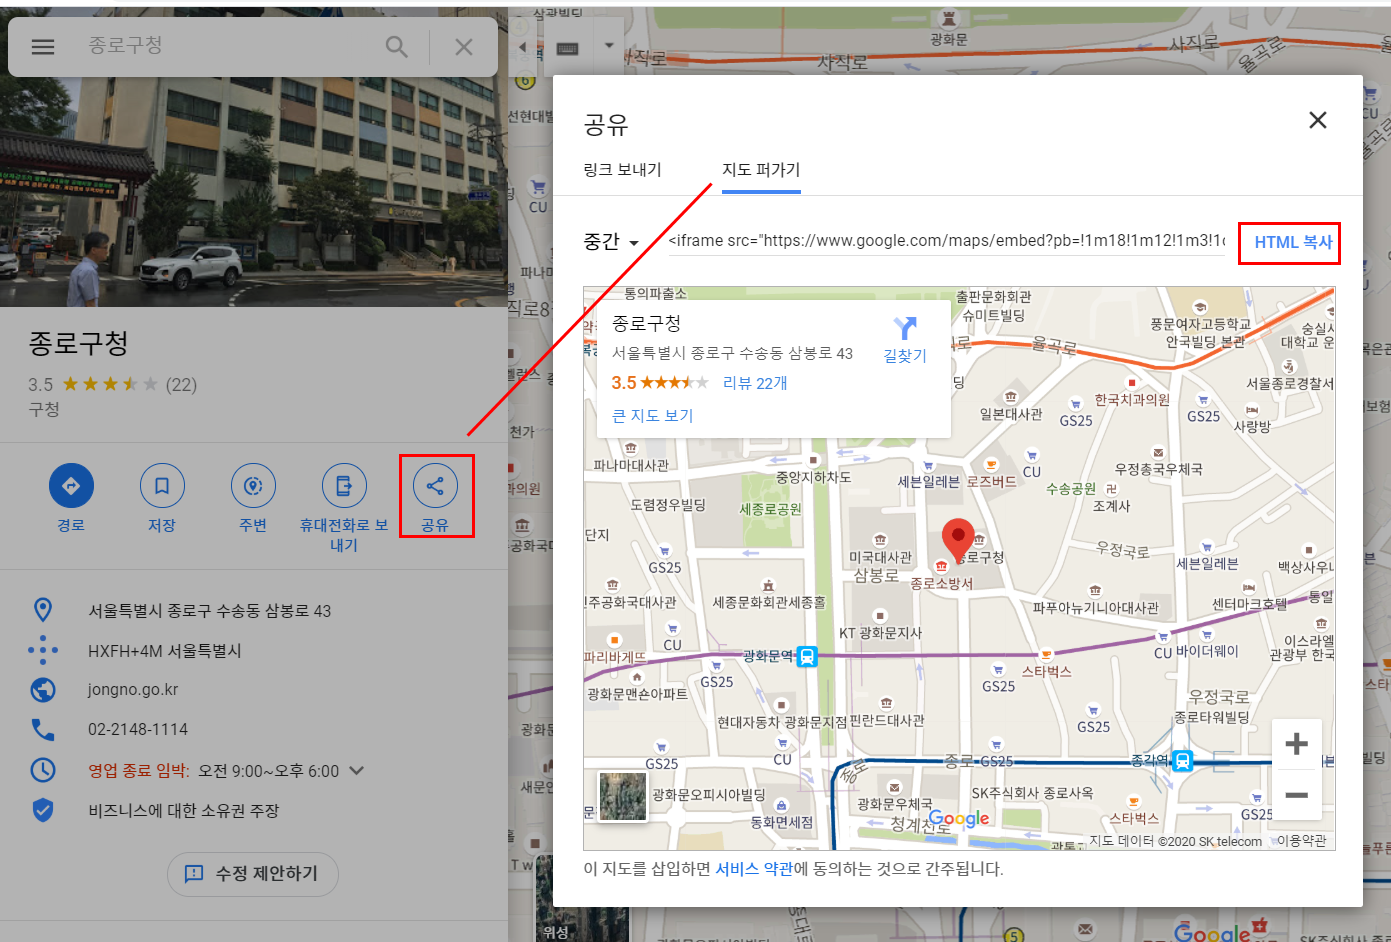 종로구청
종로구청
3.5 (22)
구청
경로
저장
주변
휴대전화로 보
내기
공유
서울특별시 종로구 수송동 삼봉로 43
HXFH+4M 서울특별시
jongno.go.kr
02-2148-1114
영업 종료 임박: 오전 9:00~오후 6:00
비즈니스에 대한 소유권 주장
수정 제안하기
삼광빌딩
광화문
사직로
사직로
율곡로
선현대빌
CU
파나마
직로8
천가
위성
Google
공유
링크 보내기
지도 퍼가기
중간
<iframe src="https://www.google.com/maps/embed?pb=!1m18!1m12!1m3!1
HTML 복사
통의파출소
출판문화회관
슈미트빌딩
종로구청
서울특별시 종로구 수송동 삼봉로 43
3.5
리뷰 22개
큰 지도 보기
길찾기
율곡로
풍문여자고등학교
안국빌딩 본관
숭실사
대학교 운
서울종로경찰서
한국치과의원
GS25
사랑방
일본대사관
GS25
파나마대사관
중앙지하차도
세븐일레븐
로즈버드
CU
우정총국우체국
수송공원
조계사
도렴정우빌딩
세종로공원
단지
GS25
미국대사관
삼봉로
종로구청
종로소방서
우정국로
세븐일레븐
백상사우나
민주공화국대사관
세종문화회관세종홀
파푸아뉴기니아대사관
센터마크호텔
통일
CU
KT 광화문지사
이스라엘
관광부 한국
파리바게뜨
광화문역
GS25
스타벅스
GS25
CU 바이더웨이
광화문맨숀아파트
현대자동차 광화문지점
핀란드대사관
우정국로
종로타워빌딩
GS25
GS25
CU
종로
종로
GS25
종각역
광화문오피시아빌딩
동화면세점
광화문우체국
청계천로
SK주식회사 종로사옥
스타벅스
GS25
Google
지도 데이터 ©2020 SK telecom
이용약관
이 지도를 삽입하면 서비스 약관에 동의하는 것으로 간주됩니다.